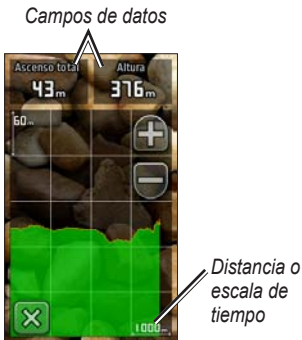 Campos de datos
Ascenso total
Altura
43m
376m
60m
1000m
Distancia o
escala de
tiempo